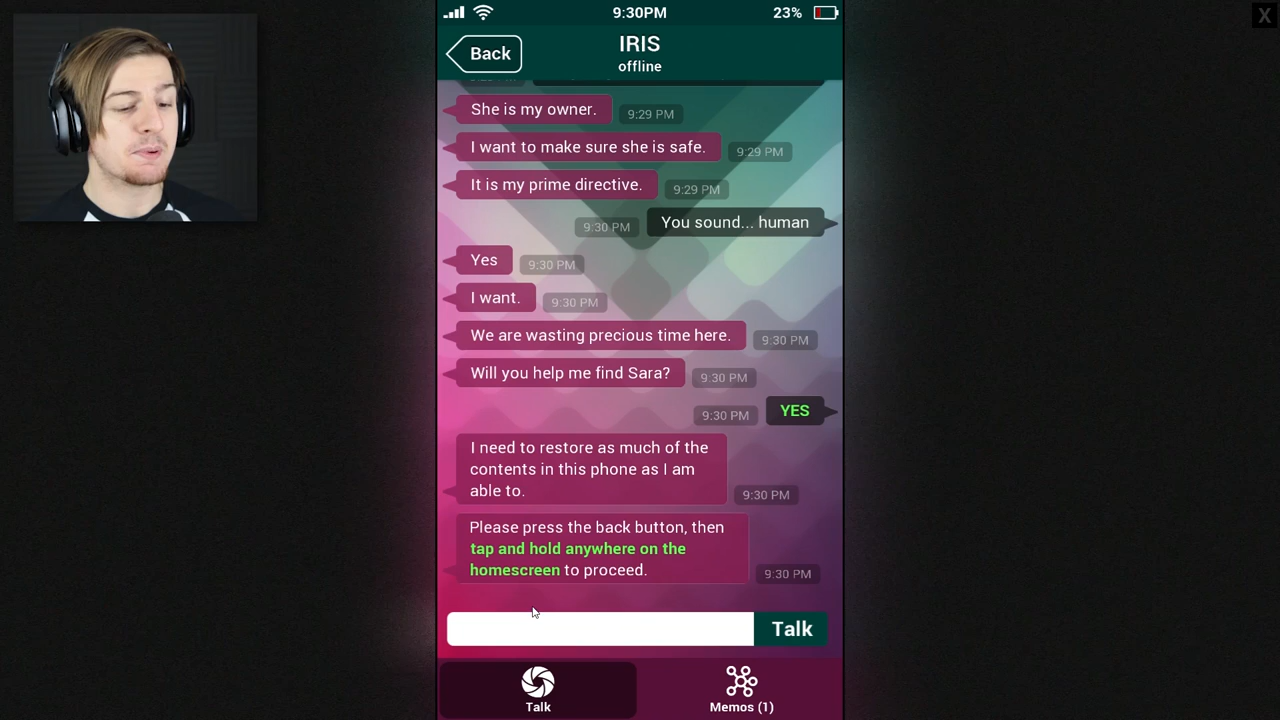 9:30PM
23%
X
Back
IRIS
offline
She is my owner.
9:29 PM
I want to make sure she is safe.
9:29 PM
It is my prime directive.
9:29 PM
9:30 PM
You sound... human
Yes
9:30 PM
I want.
9:30 PM
We are wasting precious time here.
9:30 PM
Will you help me find Sara?
9:30 PM
9:30 PM
YES
I need to restore as much of the
contents in this phone as I am
able to.
9:30 PM
Please press the back button, then
tap and hold anywhere on the
homescreen to proceed.
9:30 PM
Talk
Talk
Memos (1)